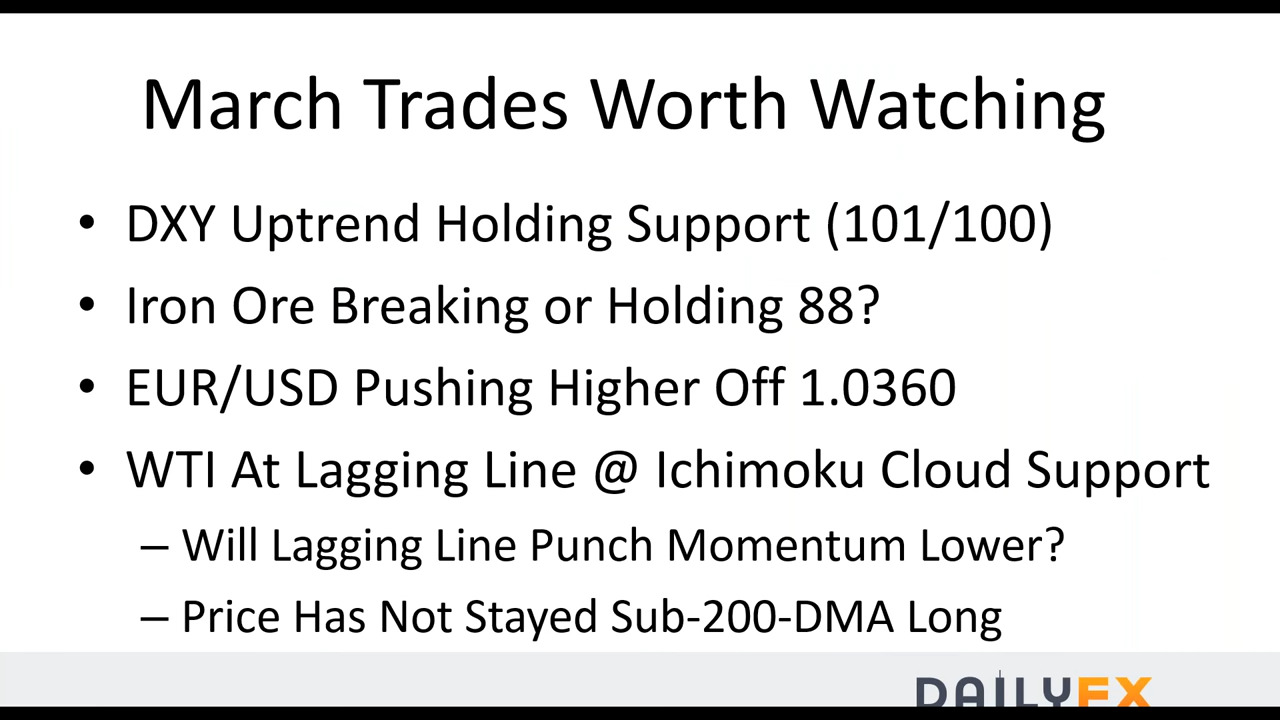 March Trades Worth Watching
• DXY Uptrend Holding Support (101/100)
• Iron Ore Breaking or Holding 88?
• EUR/USD Pushing Higher Off 1.0360
• WTI At Lagging Line @ Ichimoku Cloud Support
– Will Lagging Line Punch Momentum Lower?
– Price Has Not Stayed Sub-200-DMA Long
DAILYFX